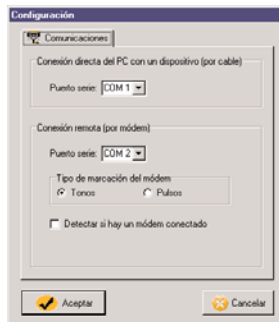 Configuración
Comunicaciones
Conexión directa del PC con un dispositivo (por cable)
Puerto serie: COM 1
Conexión remota (por módem)
Puerto serie: COM 2
Tipo de marcación del módem
Tonos Pulsos
Detectar si hay un módem conectado
Aceptar Cancelar